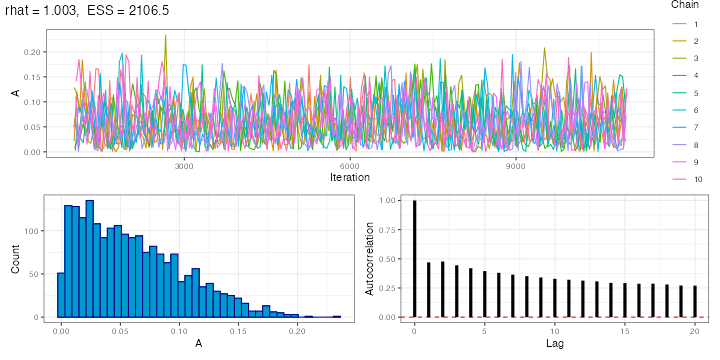 rhat = 1.003, ESS = 2106.5
Chain
1
2
3
4
5
6
7
8
9
10
A
0.20
0.15
0.10
0.05
0.00
3000 6000 9000
Iteration
Count
100
50
0
0.00 0.05 0.10 0.15 0.20
A
Autocorrelation
1.00
0.75
0.50
0.25
0.00
0 5 10 15 20
Lag